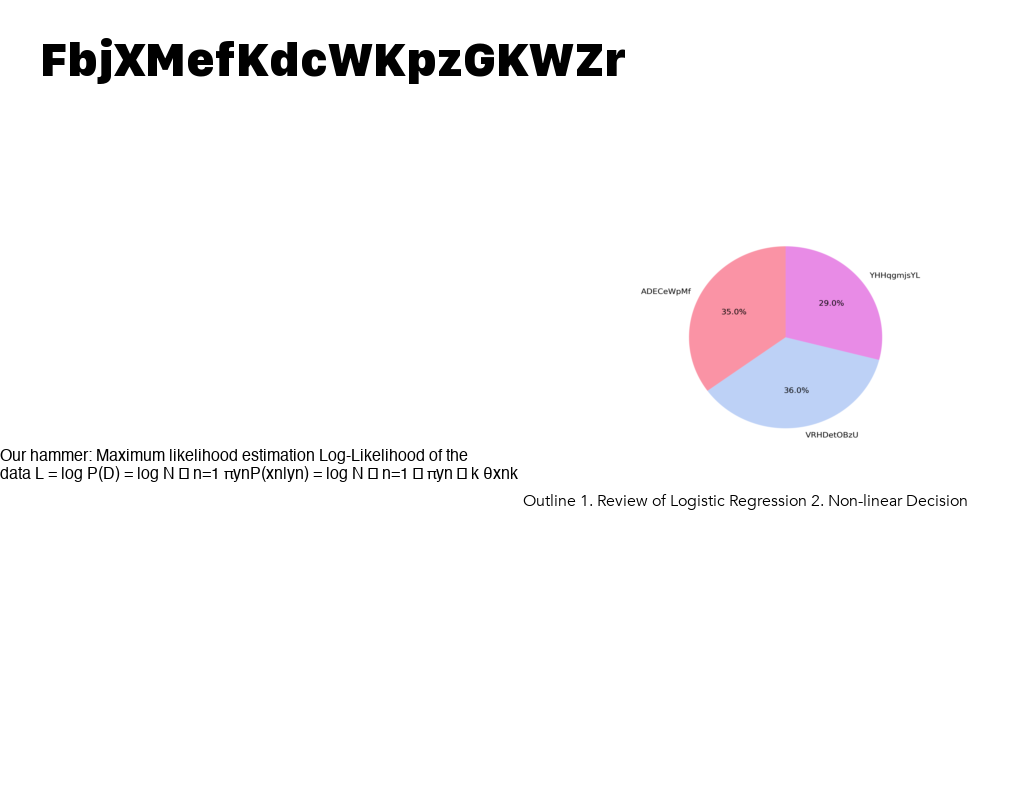 FbjXMefKdcWKpzGKWZr
YHHqgmjsYL
ADECeWpMf
29.0%
35.0%
36.0%
VRHDetOBzU
Our hammer: Maximum likelihood estimation Log-Likelihood of the
data L = log P(D) = log N □ n=1 πynP(xn|yn) = log N □ n=1 □ πyn □ k θxnk
Outline 1. Review of Logistic Regression 2. Non-linear Decision